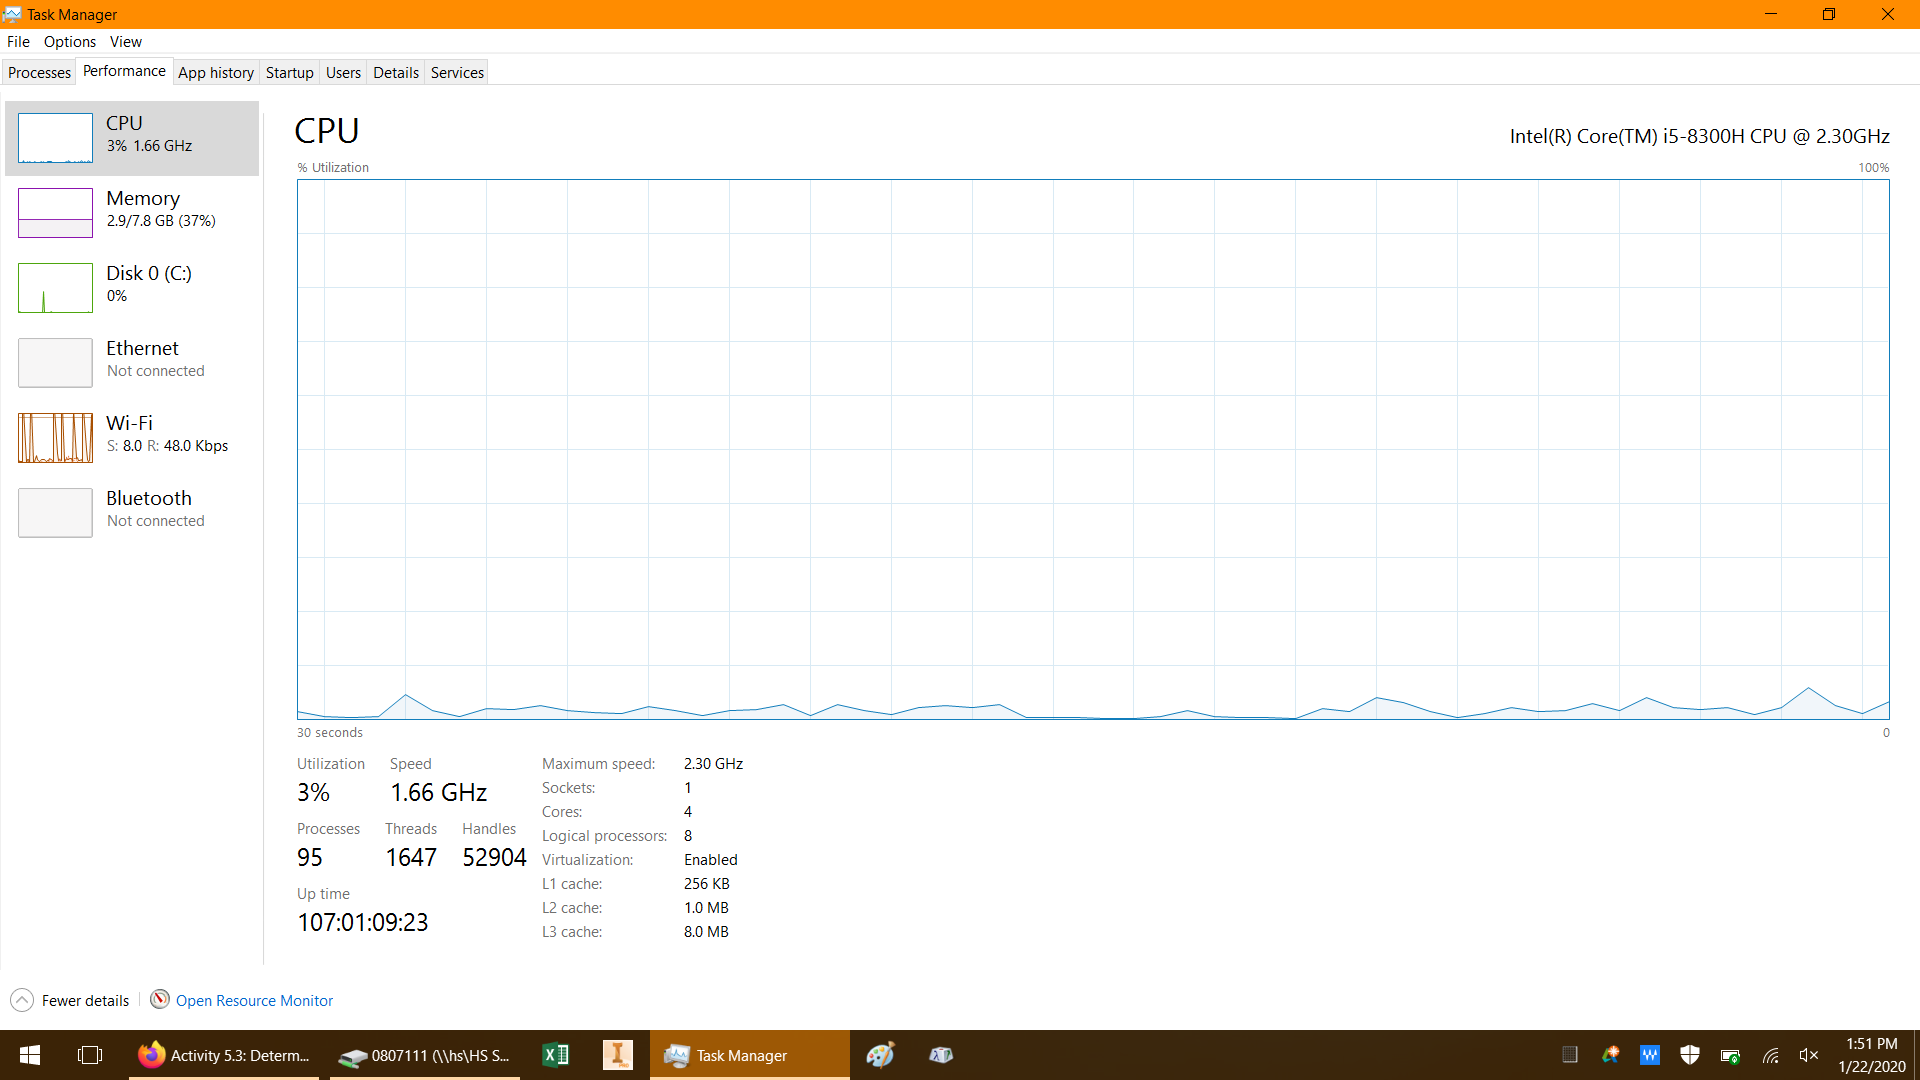 Task Manager
File Options View
Processes Performance App history Startup Users Details Services
CPU
3% 1.66 GHz
Memory
2.9/7.8 GB (37%)
Disk 0 (C:)
0%
Ethernet
Not connected
Wi-Fi
S: 8.0 R: 48.0 Kbps
Bluetooth
Not connected
CPU
Intel(R) Core(TM) i5-8300H CPU @ 2.30GHz
% Utilization 100%
30 seconds 0
Utilization Speed
3% 1.66 GHz
Processes Threads Handles
95 1647 52904
Up time
107:01:09:23
Maximum speed: 2.30 GHz
Sockets: 1
Cores: 4
Logical processors: 8
Virtualization: Enabled
L1 cache: 256 KB
L2 cache: 1.0 MB
L3 cache: 8.0 MB
Fewer details Open Resource Monitor
Activity 5.3: Determ... 0807111 (\\hs\HS S... Task Manager
1:51 PM
1/22/2020